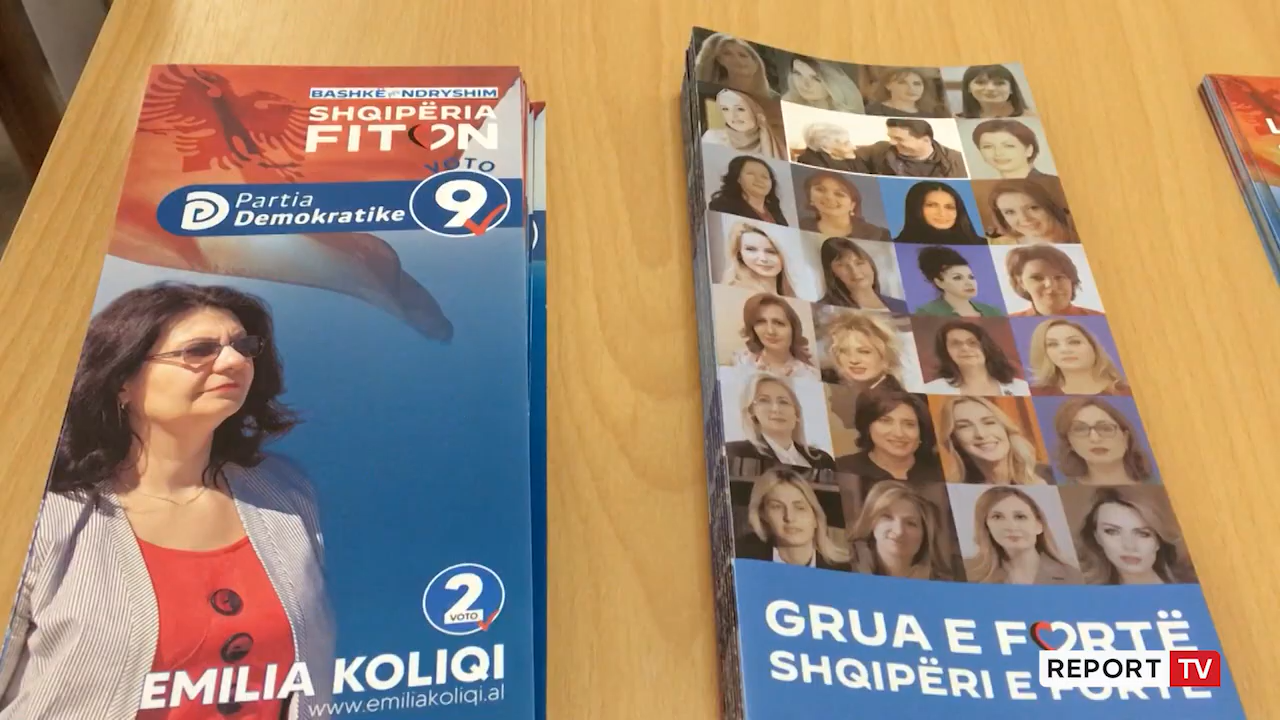 BASHKË NDRYSHIM
SHQIPËRIA
FITON
VOTO
Partia
Demokratike
9
2
VOTO
EMILIA KOLIQI
www.emiliakoliqi.al
GRUA E FORTË
SHQIPËRI E FORTË
REPORT TV